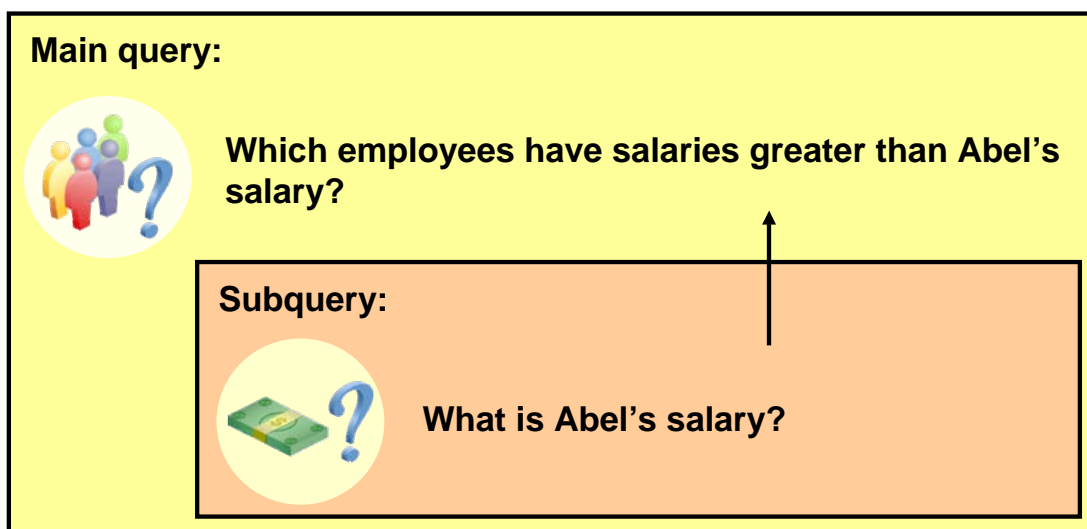 Main query:
Which employees have salaries greater than Abel’s
salary?
Subquery:
What is Abel’s salary?